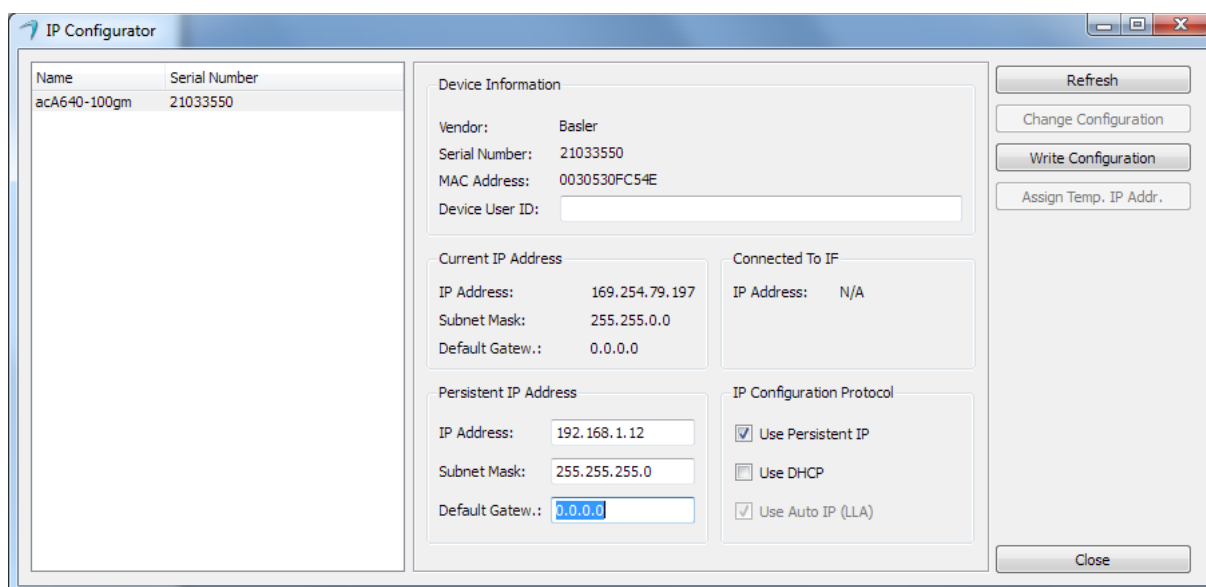 IP Configurator
Name Serial Number
acA640-100gm 21033550
Device Information
Vendor: Basler
Serial Number: 21033550
MAC Address: 0030530FC54E
Device User ID:
Current IP Address
IP Address: 169.254.79.197
Subnet Mask: 255.255.0.0
Default Gatew.: 0.0.0.0
Connected To IF
IP Address: N/A
Persistent IP Address
IP Address: 192.168.1.12
Subnet Mask: 255.255.255.0
Default Gatew.: 0.0.0.0
IP Configuration Protocol
Use Persistent IP
Use DHCP
Use Auto IP (LLA)
Refresh
Change Configuration
Write Configuration
Assign Temp. IP Addr.
Close